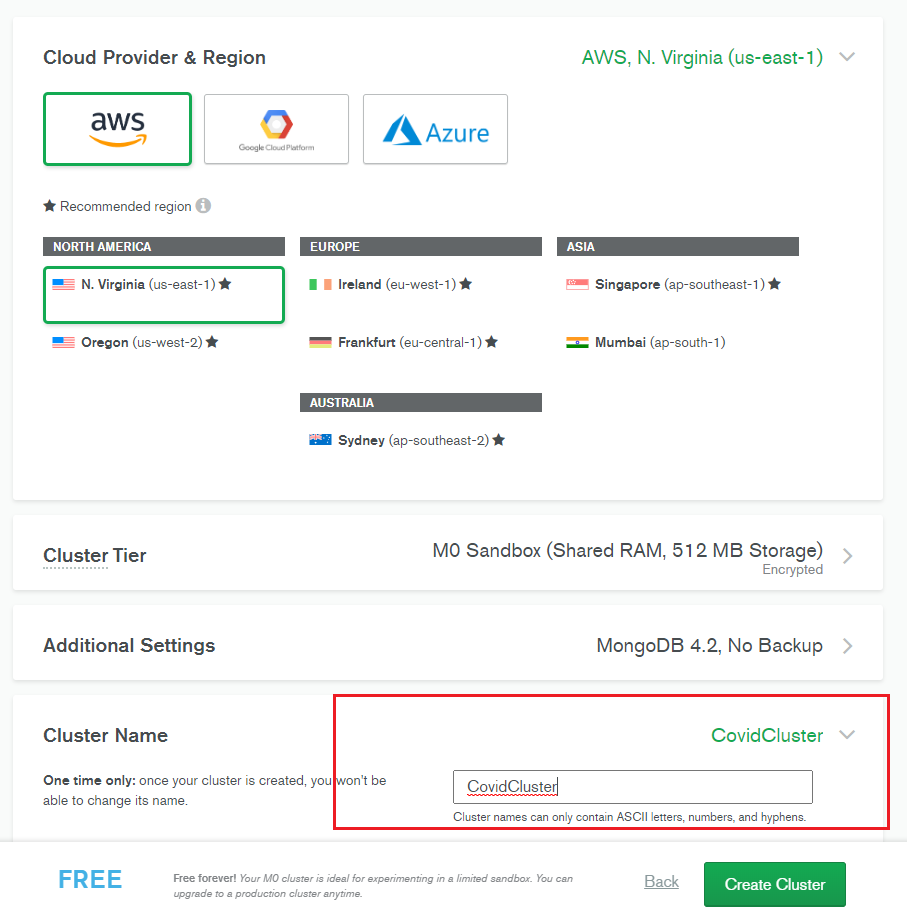 Cloud Provider & Region
AWS, N. Virginia (us-east-1)
aws
Google Cloud Platform
Azure
★ Recommended region i
NORTH AMERICA
N. Virginia (us-east-1) ★
Oregon (us-west-2) ★
EUROPE
Ireland (eu-west-1) ★
Frankfurt (eu-central-1) ★
ASIA
Singapore (ap-southeast-1) ★
Mumbai (ap-south-1)
AUSTRALIA
Sydney (ap-southeast-2) ★
Cluster Tier
M0 Sandbox (Shared RAM, 512 MB Storage)
Encrypted
Additional Settings
MongoDB 4.2, No Backup
Cluster Name
CovidCluster
One time only: once your cluster is created, you won't be
able to change its name.
CovidCluster
Cluster names can only contain ASCII letters, numbers, and hyphens.
FREE
Free forever! Your M0 cluster is ideal for experimenting in a limited sandbox. You can
upgrade to a production cluster anytime.
Back
Create Cluster